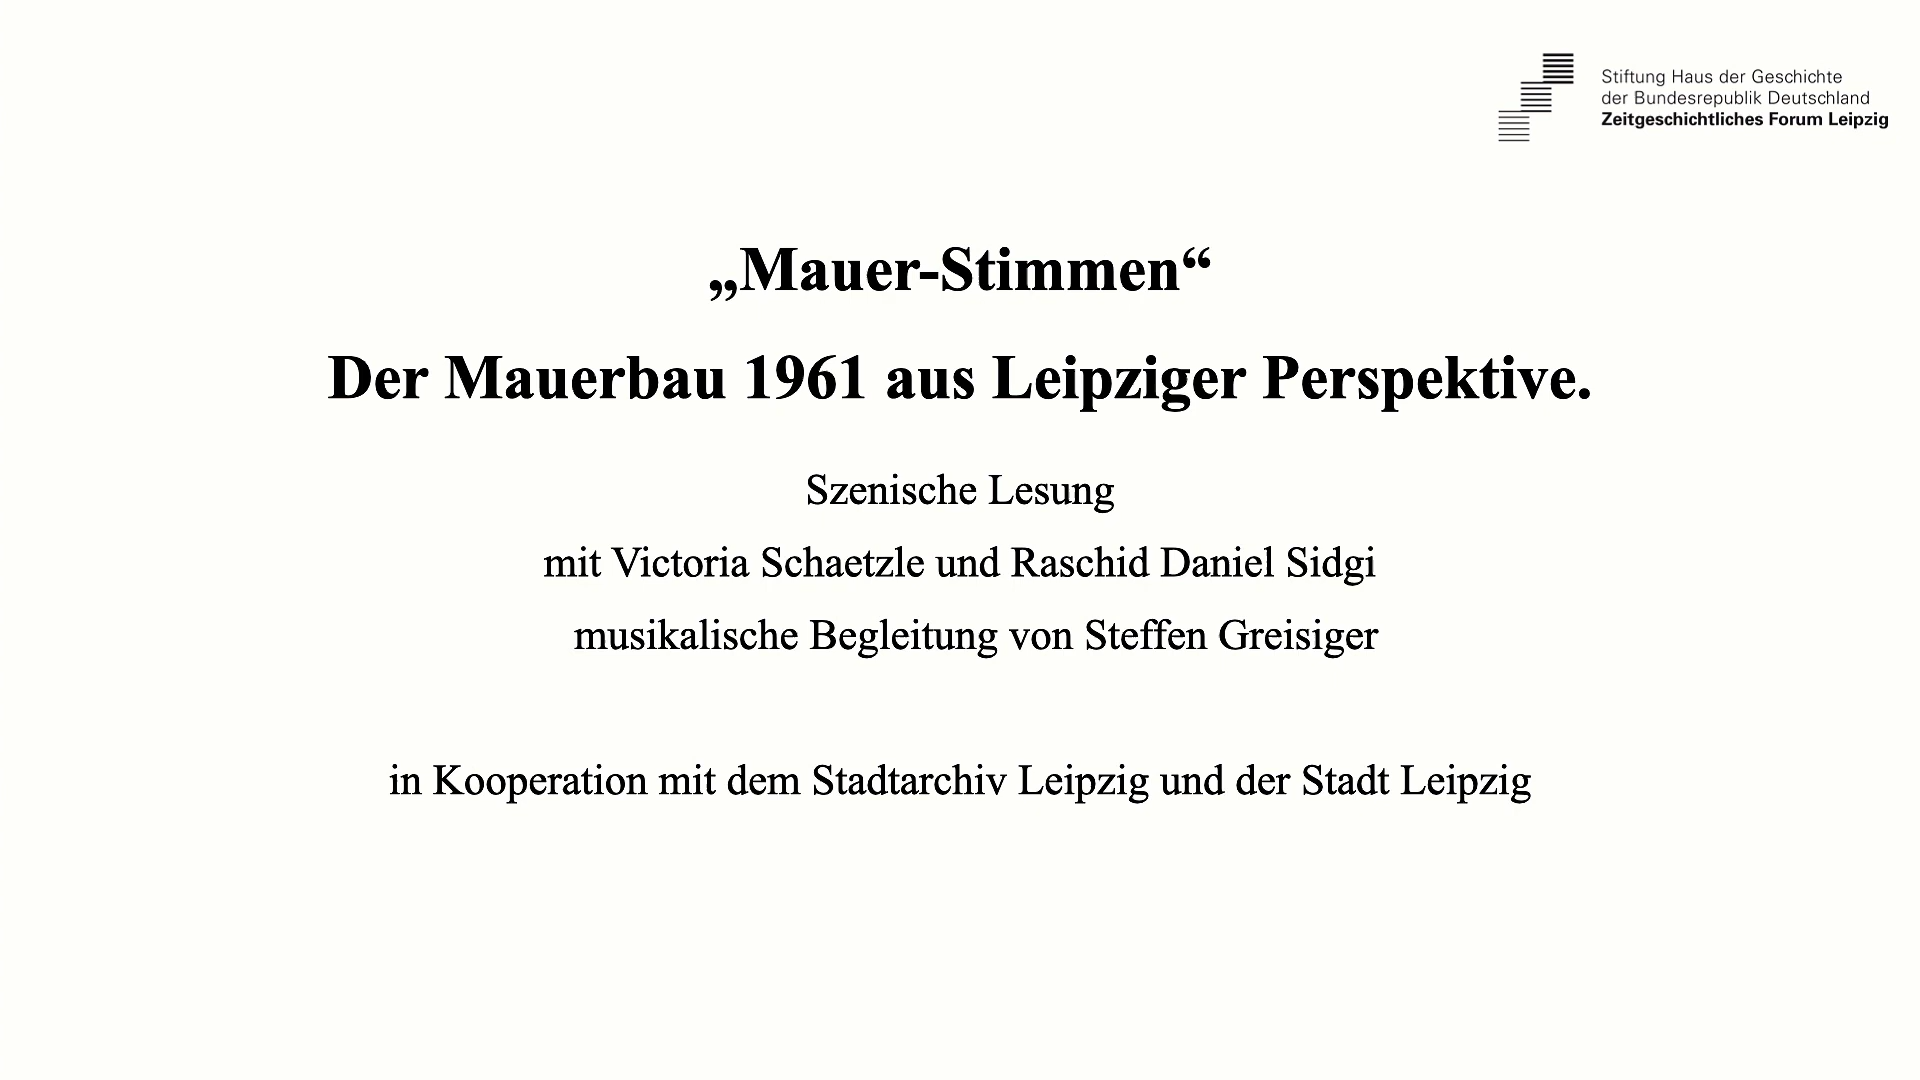 Stiftung Haus der Geschichte
der Bundesrepublik Deutschland
Zeitgeschichtliches Forum Leipzig
„Mauer-Stimmen“
Der Mauerbau 1961 aus Leipziger Perspektive.
Szenische Lesung
mit Victoria Schaetzle und Raschid Daniel Sidgi
musikalische Begleitung von Steffen Greisiger
in Kooperation mit dem Stadtarchiv Leipzig und der Stadt Leipzig